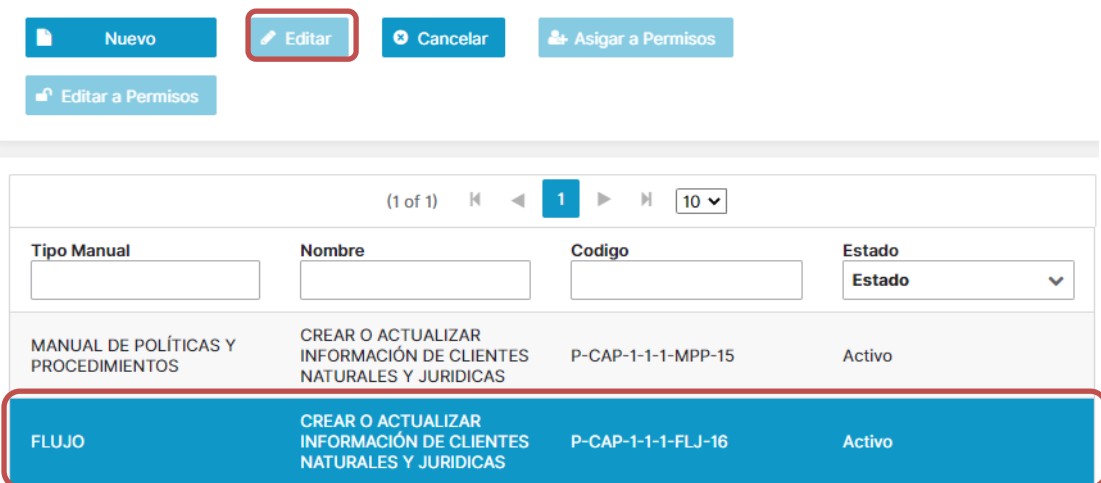 Nuevo
Editar
Cancelar
Asigar a Permisos
Editar a Permisos
(1 of 1)
1
10
Tipo Manual
Nombre
Codigo
Estado
Estado
MANUAL DE POLÍTICAS Y
PROCEDIMIENTOS
CREAR O ACTUALIZAR
INFORMACIÓN DE CLIENTES
NATURALES Y JURIDICAS
P-CAP-1-1-1-MPP-15
Activo
FLUJO
CREAR O ACTUALIZAR
INFORMACIÓN DE CLIENTES
NATURALES Y JURIDICAS
P-CAP-1-1-1-FLJ-16
Activo